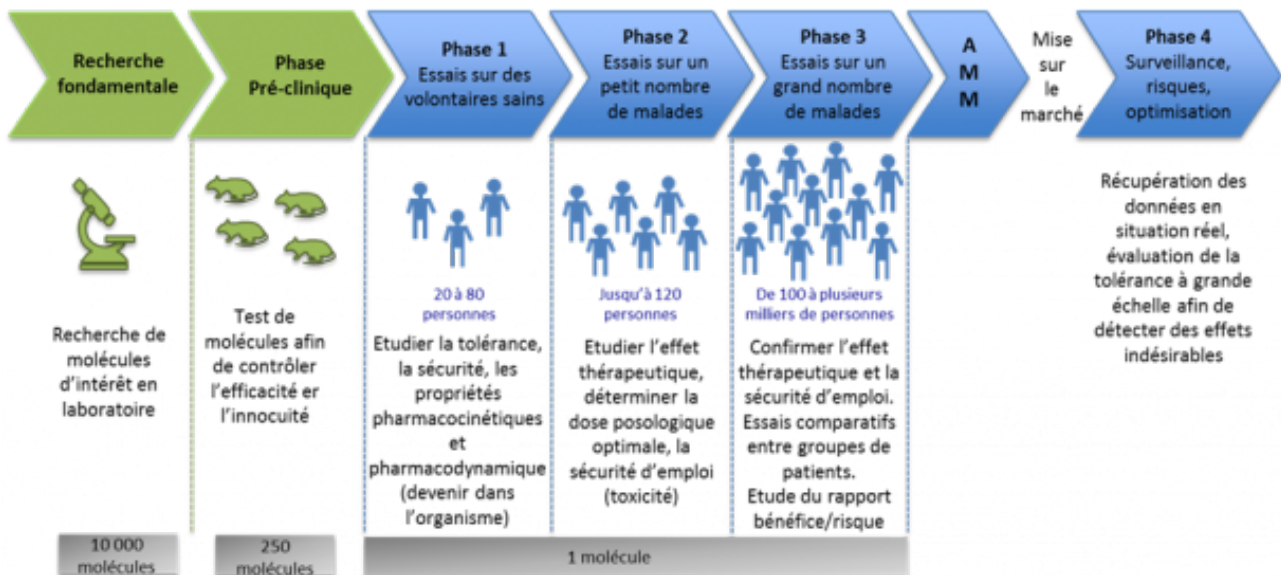 Recherche
fondamentale
Phase
Pré-clinique
Phase 1
Essais sur des
volontaires sains
Phase 2
Essais sur un
petit nombre
de malades
Phase 3
Essais sur un
grand nombre
de malades
A
M
M
Mise
sur
le
marché
Phase 4
Surveillance,
risques,
optimisation
Recherche de
molécules
d’intérêt en
laboratoire
Test de
molécules afin
de contrôler
l’efficacité er
l’innocuité
20 à 80
personnes
Etudier la tolérance,
la sécurité, les
propriétés
pharmacocinétiques
et
pharmacodynamique
(devenir dans
l’organisme)
Jusqu’à 120
personnes
Etudier l’effet
thérapeutique,
déterminer la
dose posologique
optimale, la
sécurité d’emploi
(toxicité)
De 100 à plusieurs
milliers de personnes
Confirmer l’effet
thérapeutique et la
sécurité d’emploi.
Essais comparatifs
entre groupes de
patients.
Etude du rapport
bénéfice/risque
Récupération des
données en
situation réel,
évaluation de la
tolérance à grande
échelle afin de
détecter des effets
indésirables
10 000
molécules
250
molécules
1 molécule